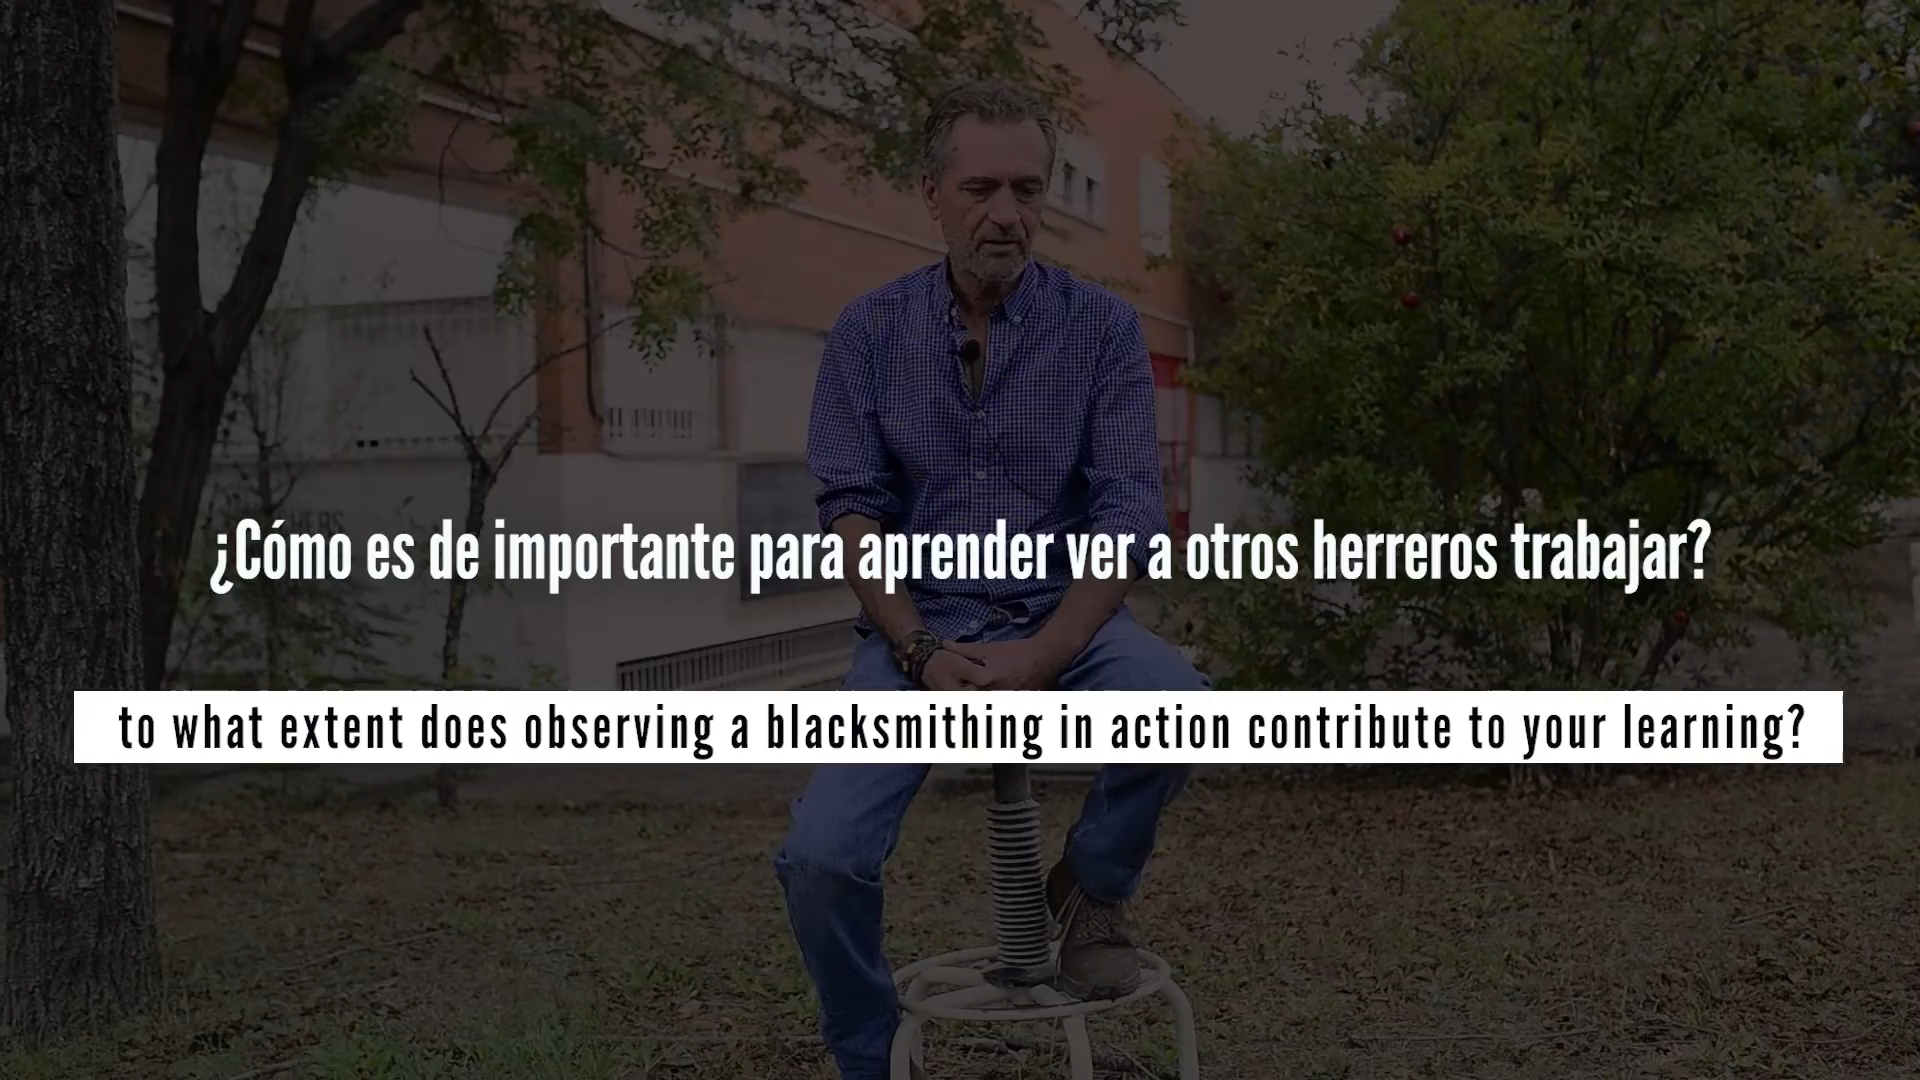 ¿Cómo es de importante para aprender ver a otros herreros trabajar?
to what extent does observing a blacksmithing in action contribute to your learning?